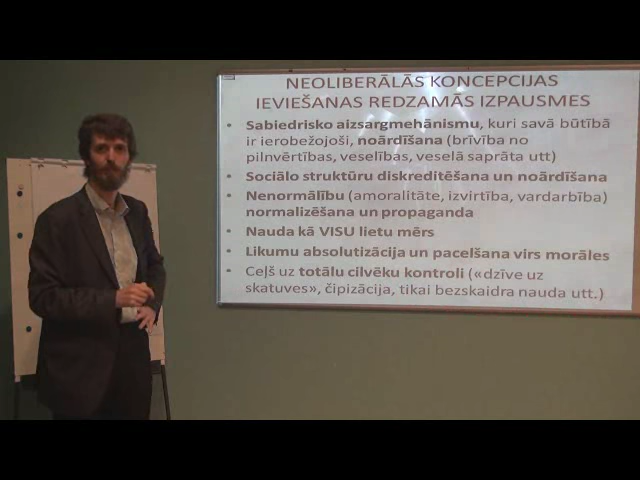 NEOLIBERĀLĀS KONCEPCIJAS
IEVIEŠANAS REDZAMĀS IZPAUSMES
• Sabiedrisko aizsargmehānismu, kuri savā būtībā
ir ierobežojoši, noārdīšana (brīvība no
pilnvērtības, veselības, veselā saprāta utt)
• Sociālo struktūru diskreditēšana un noārdīšana
• Nenormālību (amoralitāte, izvirtība, vardarbība)
normalizēšana un propaganda
• Nauda kā VISU lietu mērs
• Likumu absolutizācija un pacelšana virs morāles
• Ceļš uz totālu cilvēku kontroli («dzīve uz
skatuves», čipizācija, tikai bezskaidra nauda utt.)